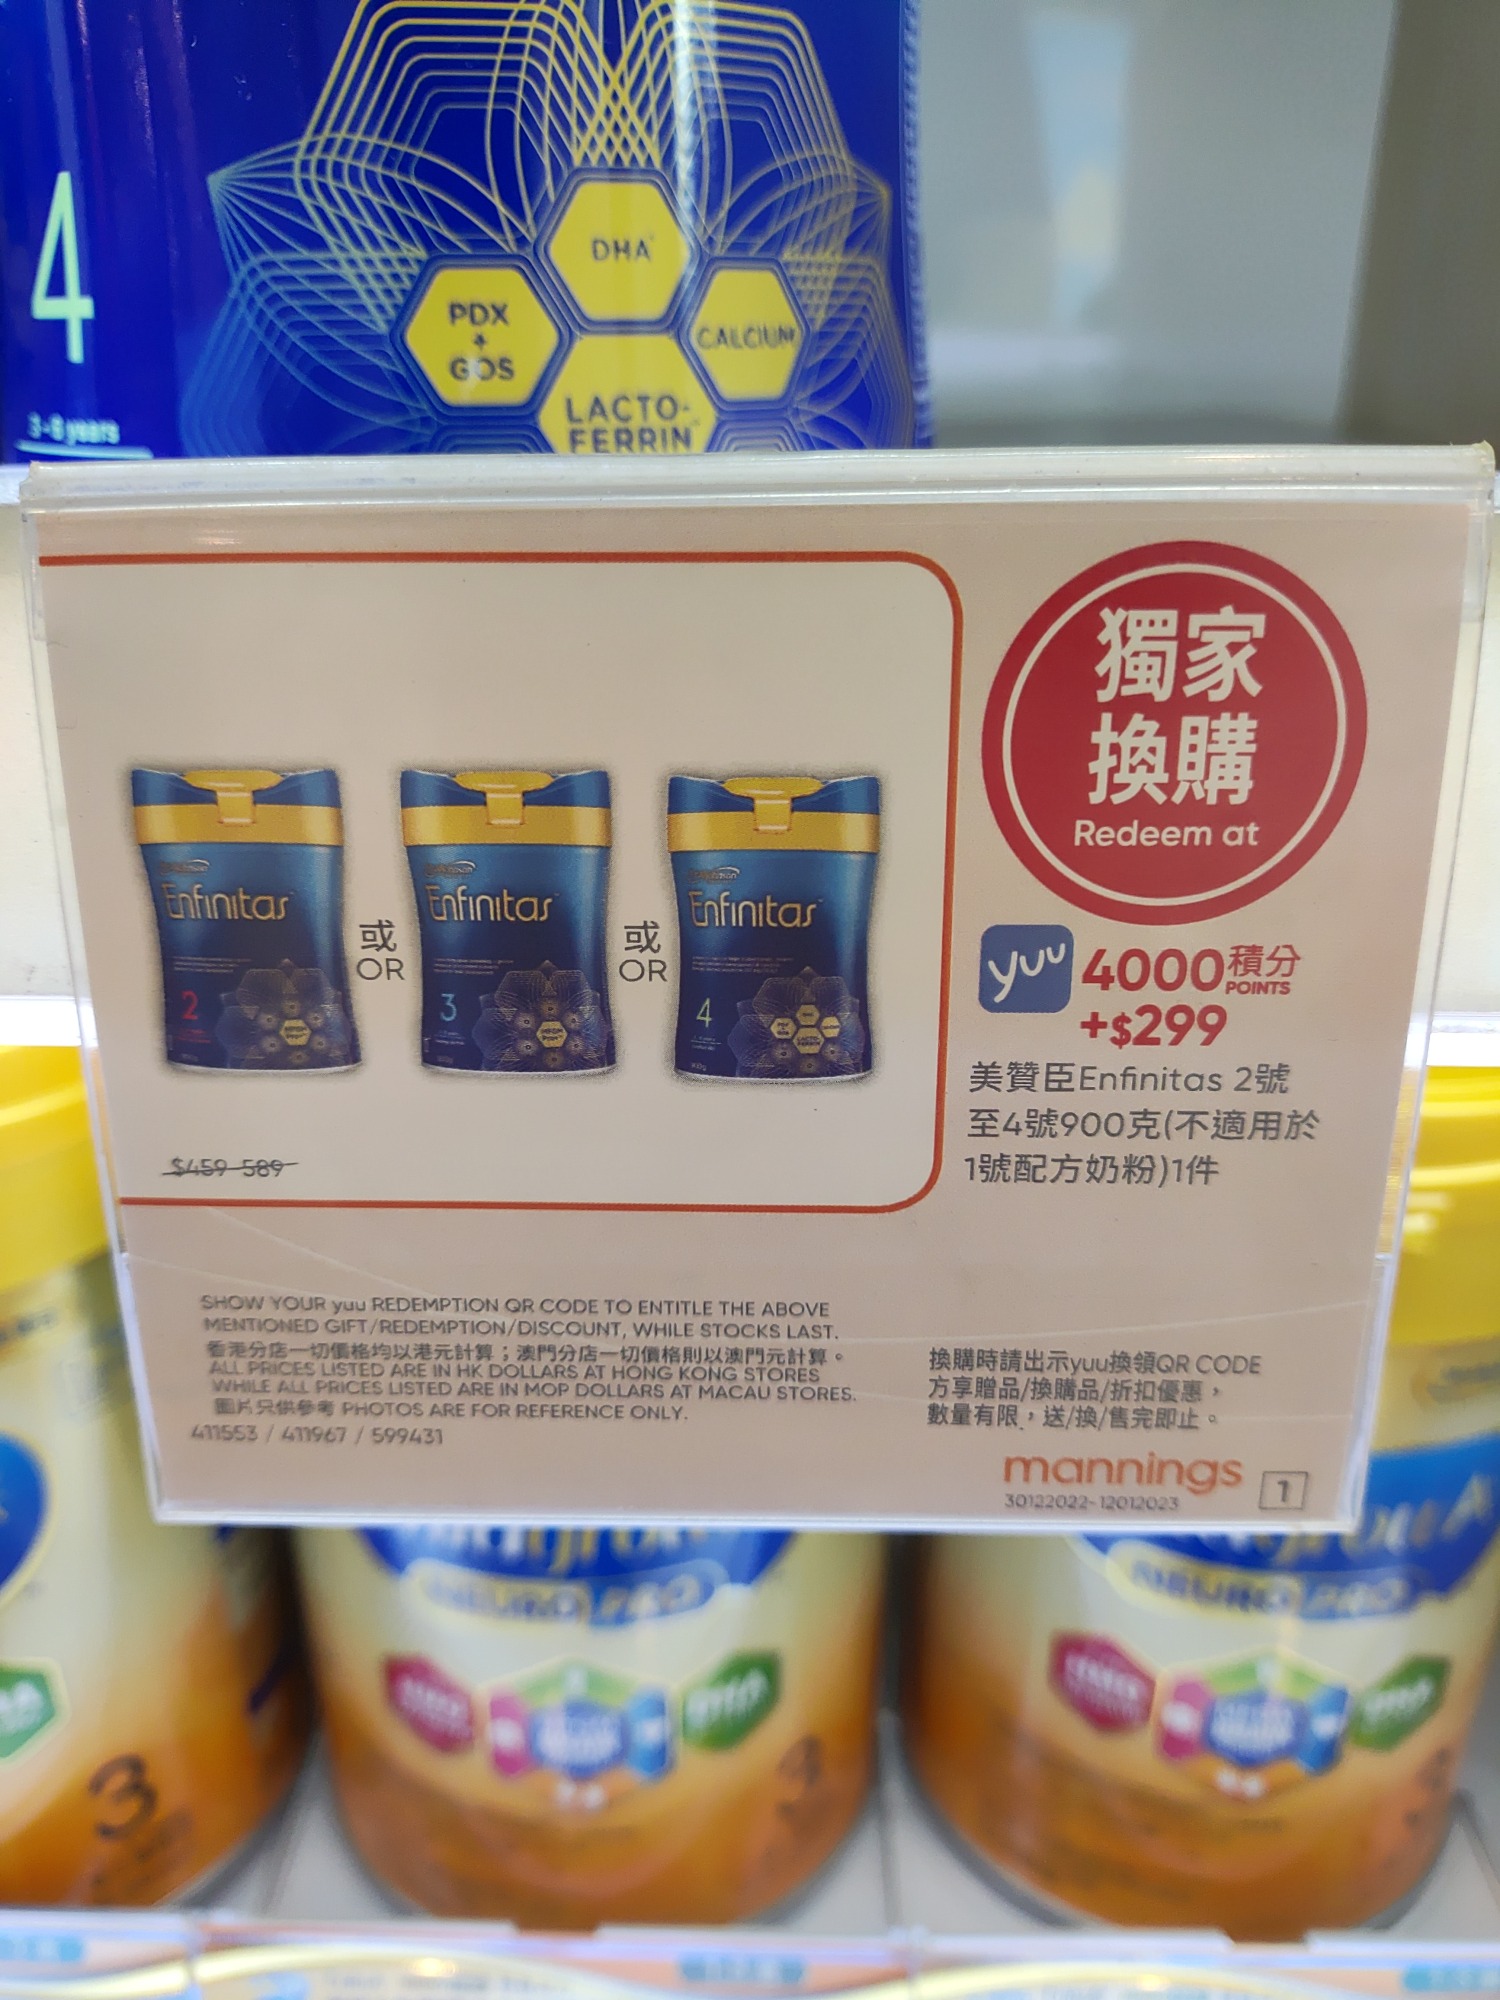 4
3-6 years
DHA
PDX
+
GOS
CALCIUM
LACTO-
FERRIN
獨家
換購
Redeem at
yuu 4000積分
POINTS
+$299
美贊臣Enfinitas 2號
至4號900克(不適用於
1號配方奶粉)1件
Enfinitas
2
或
OR
Enfinitas
3
或
OR
Enfinitas
4
$459-589
SHOW YOUR yuu REDEMPTION QR CODE TO ENTITLE THE ABOVE
MENTIONED GIFT/REDEMPTION/DISCOUNT, WHILE STOCKS LAST.
香港分店一切價格均以港元計算；澳門分店一切價格則以澳門元計算。
ALL PRICES LISTED ARE IN HK DOLLARS AT HONG KONG STORES
WHILE ALL PRICES LISTED ARE IN MOP DOLLARS AT MACAU STORES.
圖片只供參考 PHOTOS ARE FOR REFERENCE ONLY.
411553 / 411967 / 599431
換購時請出示yuu換領QR CODE
方享贈品/換購品/折扣優惠，
數量有限，送/換/售完即止。
mannings
30122022-12012023
1
NEURO PRO
NEURO PRO
3
3